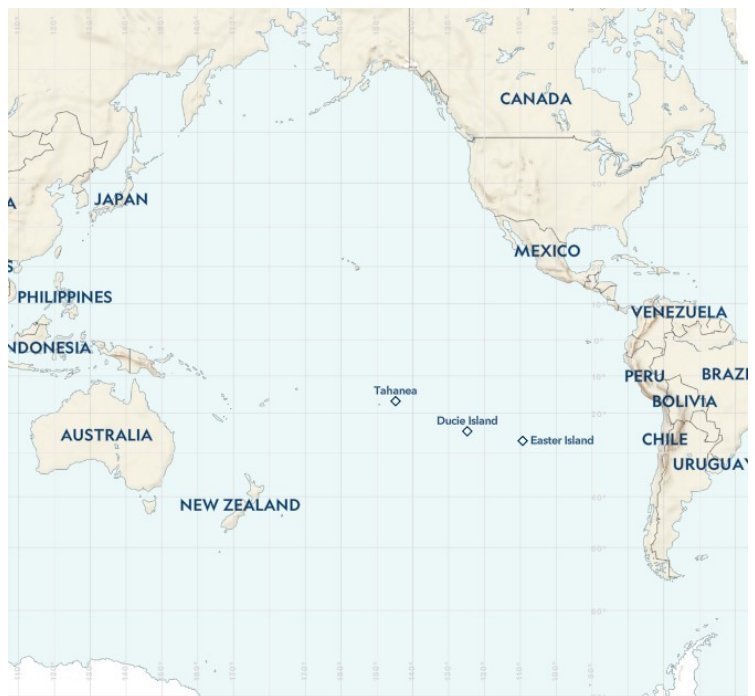 CANADA
JAPAN
A
MEXICO
S
PHILIPPINES
VENEZUELA
NDONESIA
PERU
BRAZI
Tahanea
BOLIVIA
Ducie Island
AUSTRALIA
Easter Island
CHILE
URUGUAY
NEW ZEALAND